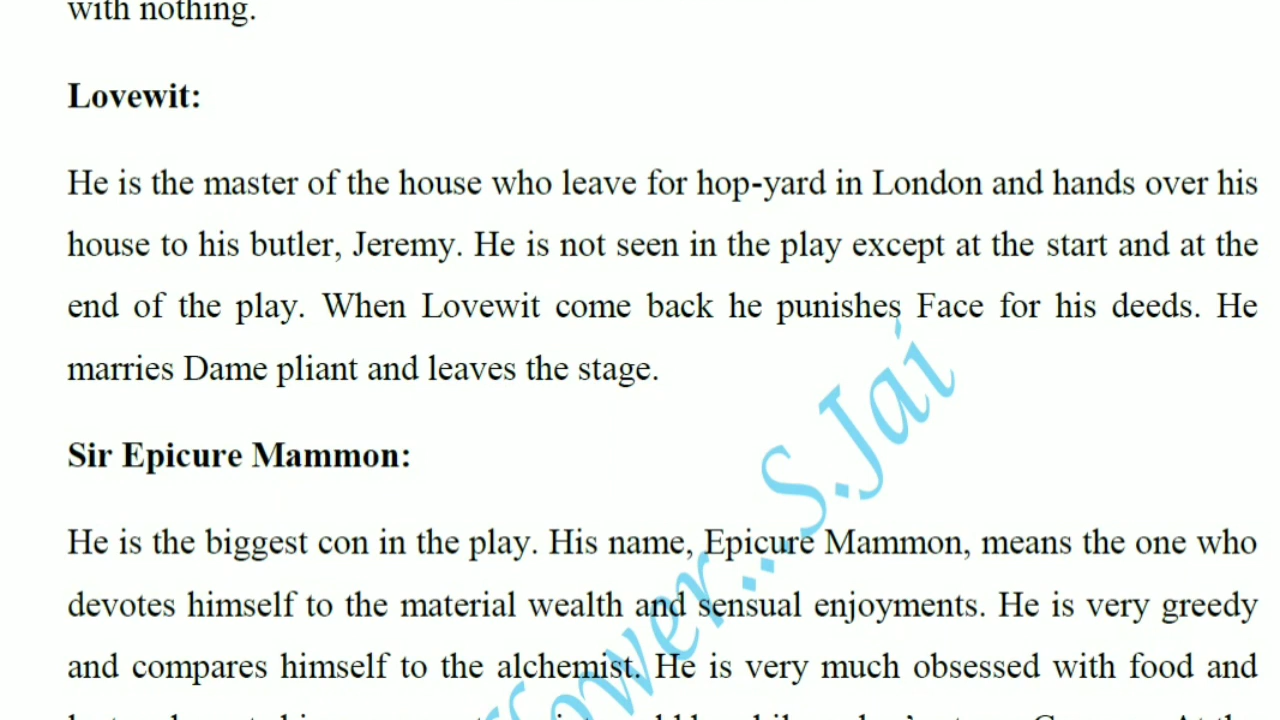 with nothing.
Lovewit:
He is the master of the house who leave for hop-yard in London and hands over his
house to his butler, Jeremy. He is not seen in the play except at the start and at the
end of the play. When Lovewit come back he punishes Face for his deeds. He
marries Dame pliant and leaves the stage.
Sir Epicure Mammon:
He is the biggest con in the play. His name, Epicure Mammon, means the one who
devotes himself to the material wealth and sensual enjoyments. He is very greedy
and compares himself to the alchemist. He is very much obsessed with food and
...S.Jai